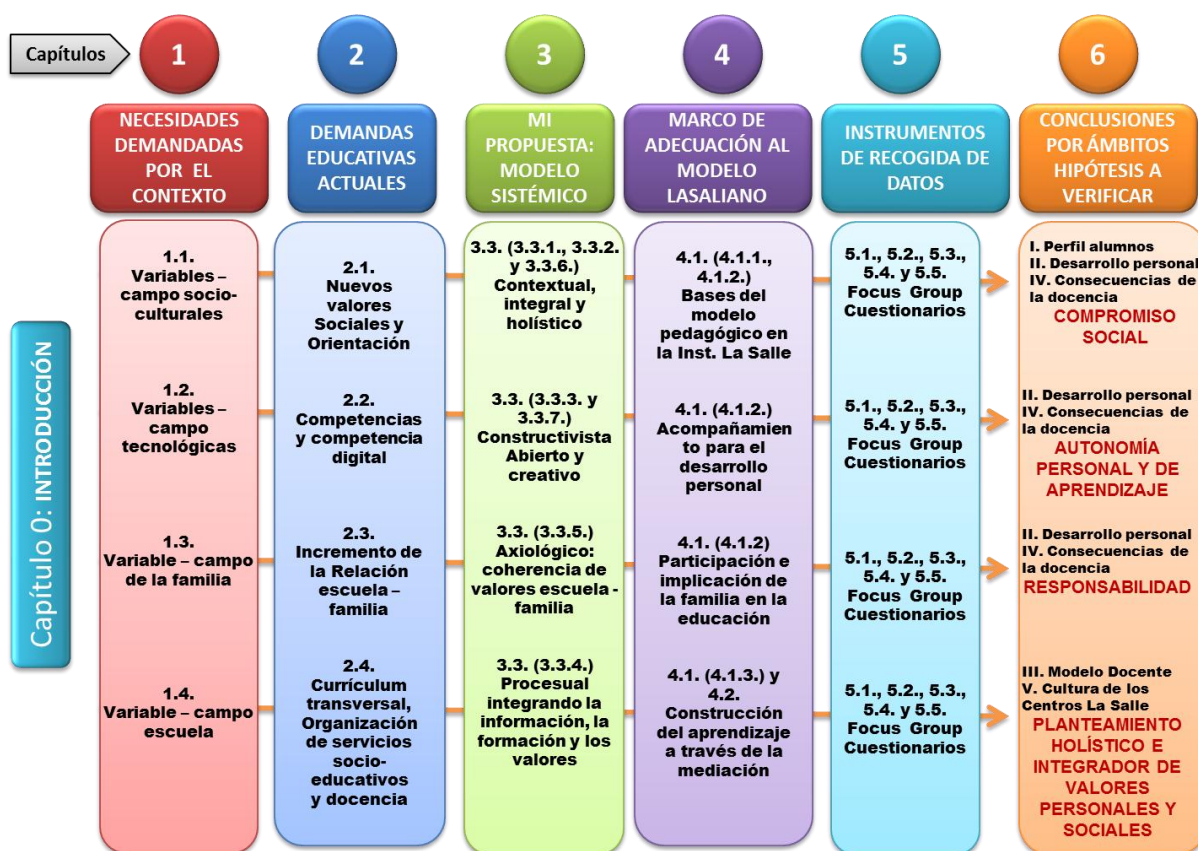 Capítulos
1
2
3
4
5
6
NECESIDADES
DEMANDADAS
POR EL
CONTEXTO
DEMANDAS
EDUCATIVAS
ACTUALES
MI
PROPUESTA:
MODELO
SISTÉMICO
MARCO DE
ADECUACIÓN AL
MODELO
LASALIANO
INSTRUMENTOS
DE RECOGIDA DE
DATOS
CONCLUSIONES
POR ÁMBITOS
HIPÓTESIS A
VERIFICAR
Capítulo 0: INTRODUCCIÓN
1.1.
Variables –
campo socio-
culturales
2.1.
Nuevos
valores
Sociales y
Orientación
3.3. (3.3.1., 3.3.2.
y 3.3.6.)
Contextual,
integral y
holístico
4.1. (4.1.1.,
4.1.2.)
Bases del
modelo
pedagógico en
la Inst. La Salle
5.1., 5.2., 5.3.,
5.4. y 5.5.
Focus Group
Cuestionarios
I. Perfil alumnos
II. Desarrollo personal
IV. Consecuencias de
la docencia
COMPROMISO
SOCIAL
1.2.
Variables –
campo
tecnológicas
2.2.
Competencias
y competencia
digital
3.3. (3.3.3. y
3.3.7.)
Constructivista
Abierto y
creativo
4.1. (4.1.2.)
Acompañamien
to para el
desarrollo
personal
5.1., 5.2., 5.3.,
5.4. y 5.5.
Focus Group
Cuestionarios
II. Desarrollo personal
IV. Consecuencias de
la docencia
AUTONOMÍA
PERSONAL Y DE
APRENDIZAJE
1.3.
Variable – campo
de la familia
2.3.
Incremento de
la Relación
escuela –
familia
3.3. (3.3.5.)
Axiológico:
coherencia de
valores escuela -
familia
4.1. (4.1.2)
Participación e
implicación de
la familia en la
educación
5.1., 5.2., 5.3.,
5.4. y 5.5.
Focus Group
Cuestionarios
II. Desarrollo personal
IV. Consecuencias de
la docencia
RESPONSABILIDAD
1.4.
Variable – campo
escuela
2.4.
Currículum
transversal,
Organización
de servicios
socio-
educativos
y docencia
3.3. (3.3.4.)
Procesual
integrando la
información, la
formación y los
valores
4.1. (4.1.3.) y
4.2.
Construcción
del aprendizaje
a través de la
mediación
5.1., 5.2., 5.3.,
5.4. y 5.5.
Focus Group
Cuestionarios
III. Modelo Docente
V. Cultura de los
Centros La Salle
PLANTEAMIENTO
HOLÍSTICO E
INTEGRADOR DE
VALORES
PERSONALES Y
SOCIALES